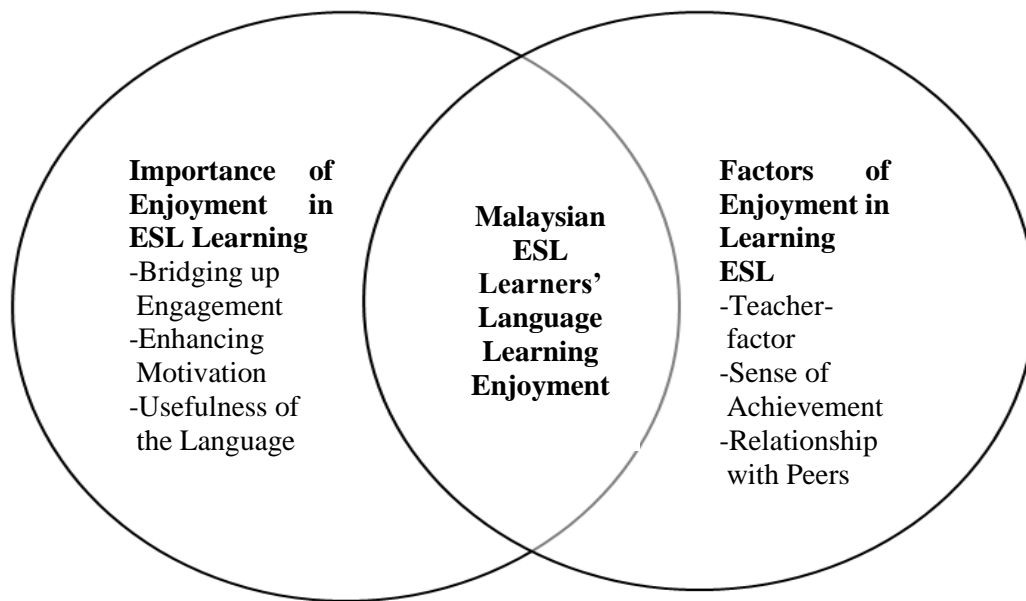 Importance of
Enjoyment in
ESL Learning
-Bridging up
Engagement
-Enhancing
Motivation
-Usefulness of
the Language
Malaysian
ESL
Learners’
Language
Learning
Enjoyment
Factors of
Enjoyment in
Learning
ESL
-Teacher-
factor
-Sense of
Achievement
-Relationship
with Peers